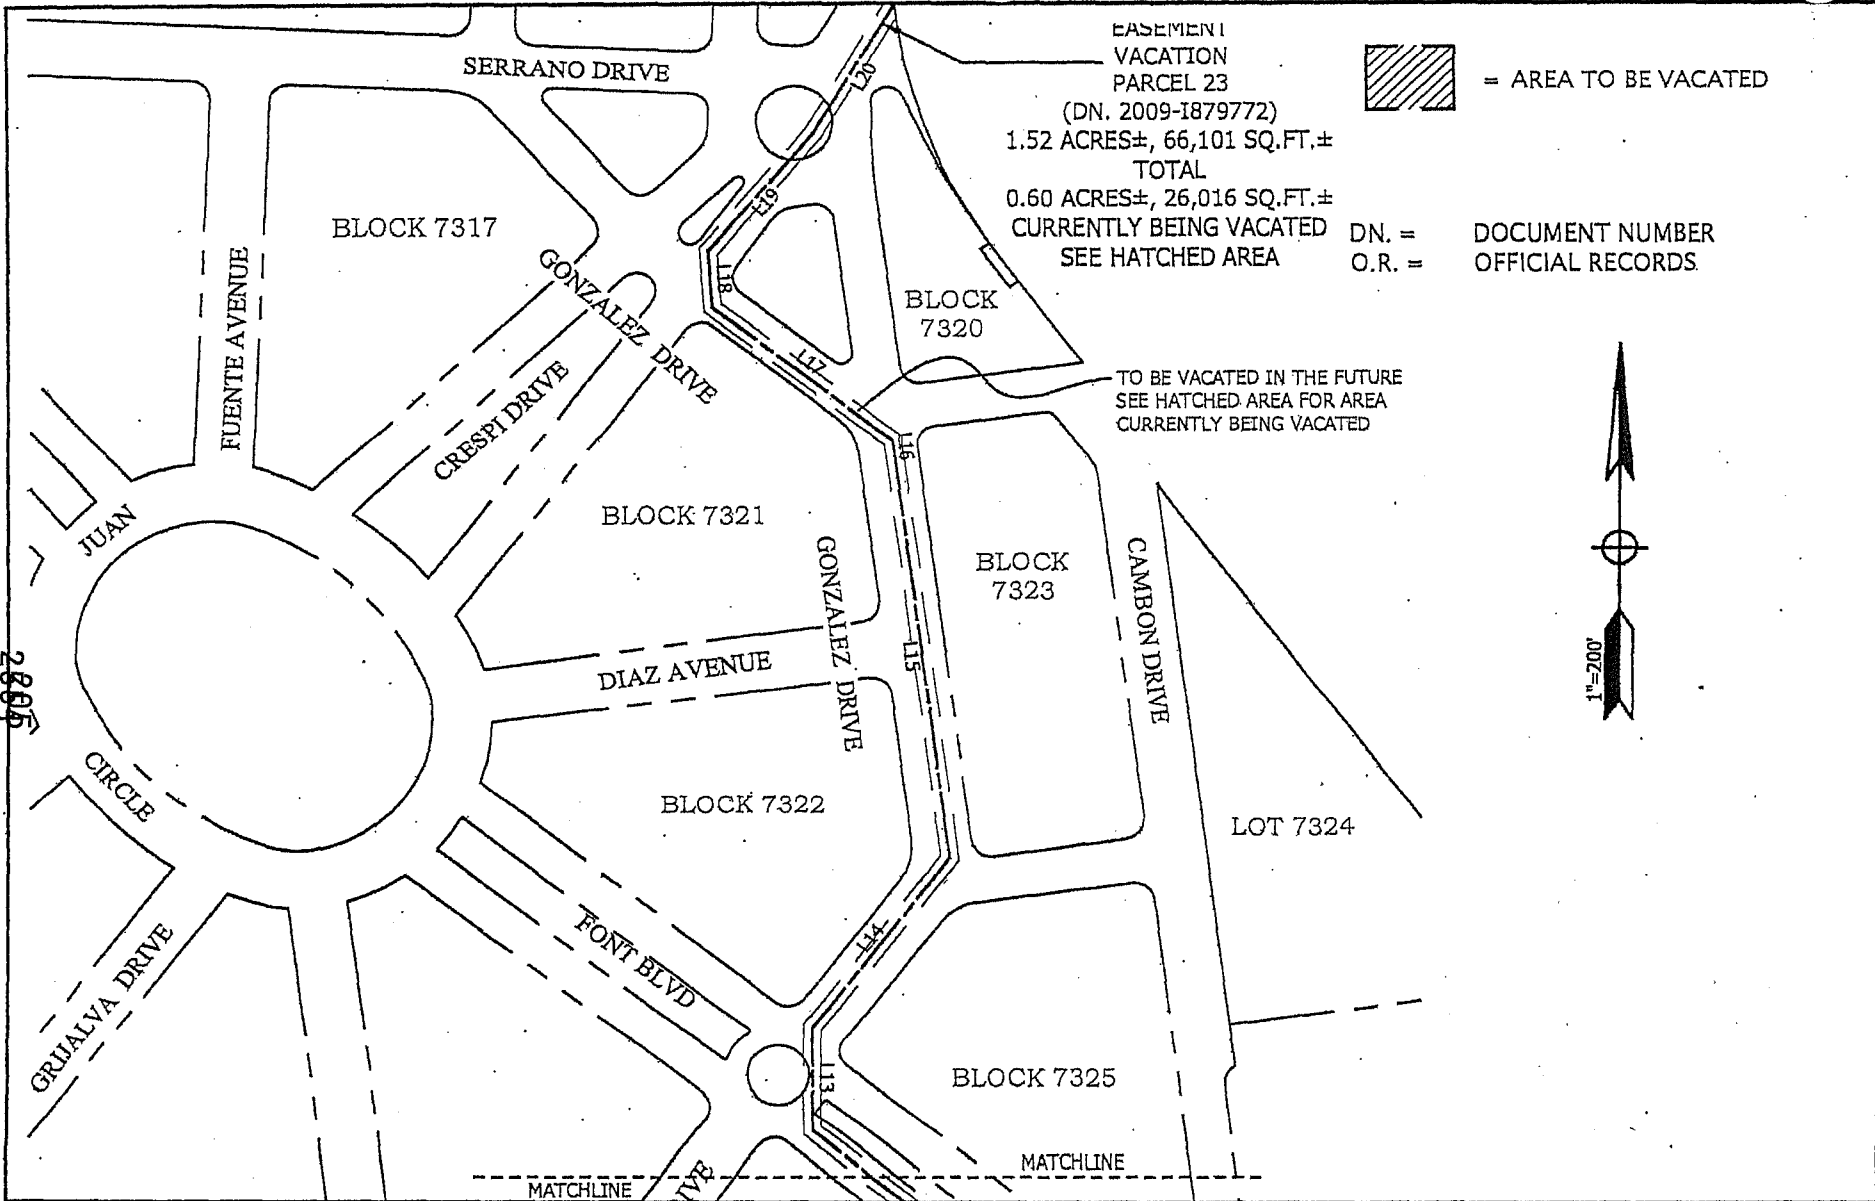 EASEMENT
VACATION
PARCEL 23
(DN. 2009-I879772)
1.52 ACRES±, 66,101 SQ.FT.±
TOTAL
0.60 ACRES±, 26,016 SQ.FT.±
CURRENTLY BEING VACATED
SEE HATCHED AREA
= AREA TO BE VACATED
DN. = DOCUMENT NUMBER
O.R. = OFFICIAL RECORDS
SERRANO DRIVE
L20
L19
BLOCK 7317
FUENTE AVENUE
GONZALEZ DRIVE
L18
BLOCK
7320
L17
CRESPI DRIVE
TO BE VACATED IN THE FUTURE
SEE HATCHED AREA FOR AREA
CURRENTLY BEING VACATED
L16
JUAN
BLOCK 7321
GONZALEZ DRIVE
BLOCK
7323
CAMBON DRIVE
L15
DIAZ AVENUE
1"=200'
CIRCLE
BLOCK 7322
LOT 7324
L14
FONT BLVD
GRIJALVA DRIVE
L13
BLOCK 7325
MATCHLINE
MATCHLINE